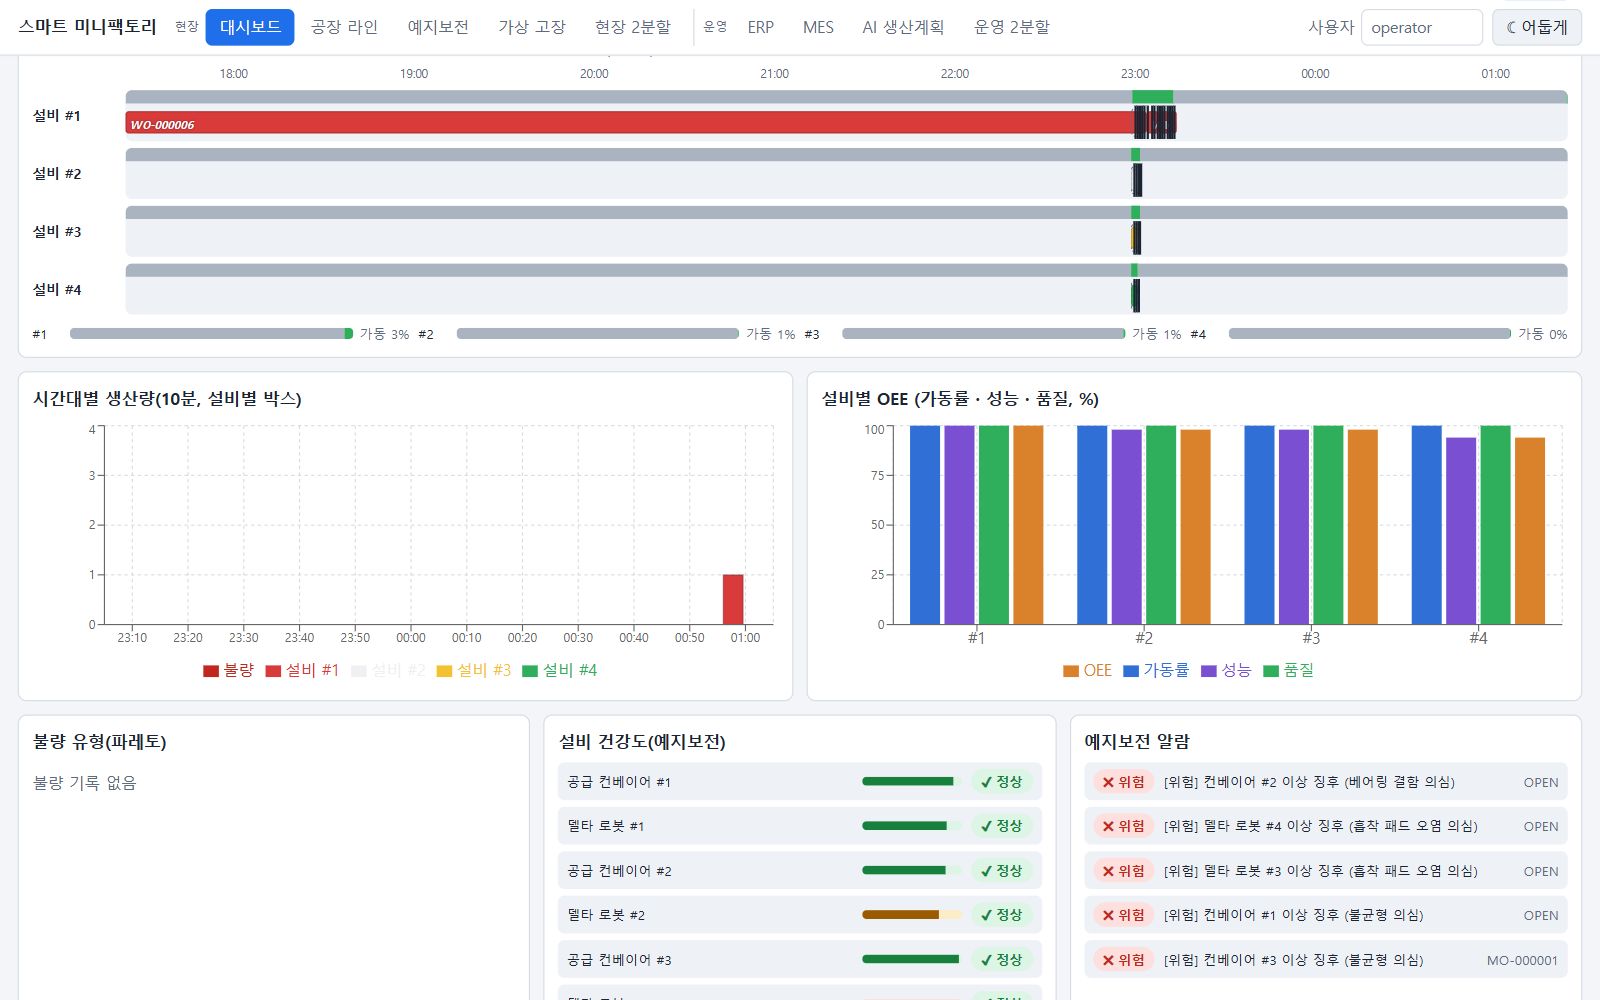 스마트 미니팩토리 현장 대시보드 공장 라인 예지보전 가상 고장 현장 2분할 운영 ERP MES AI 생산계획 운영 2분할 사용자 operator ☾ 어둡게
18:00 19:00 20:00 21:00 22:00 23:00 00:00 01:00
설비 #1
WO-000006
설비 #2
설비 #3
설비 #4
#1 가동 3% #2 가동 1% #3 가동 1% #4 가동 0%
시간대별 생산량(10분, 설비별 박스)
4
3
2
1
0
23:10 23:20 23:30 23:40 23:50 00:00 00:10 00:20 00:30 00:40 00:50 01:00
불량 설비 #1 설비 #2 설비 #3 설비 #4
설비별 OEE (가동률 · 성능 · 품질, %)
100
75
50
25
0
#1 #2 #3 #4
OEE 가동률 성능 품질
불량 유형(파레토)
불량 기록 없음
설비 건강도(예지보전)
공급 컨베이어 #1 ✓ 정상
델타 로봇 #1 ✓ 정상
공급 컨베이어 #2 ✓ 정상
델타 로봇 #2 ✓ 정상
공급 컨베이어 #3 ✓ 정상
예지보전 알람
✕ 위험 [위험] 컨베이어 #2 이상 징후 (베어링 결함 의심) OPEN
✕ 위험 [위험] 델타 로봇 #4 이상 징후 (흡착 패드 오염 의심) OPEN
✕ 위험 [위험] 델타 로봇 #3 이상 징후 (흡착 패드 오염 의심) OPEN
✕ 위험 [위험] 컨베이어 #1 이상 징후 (불균형 의심) OPEN
✕ 위험 [위험] 컨베이어 #3 이상 징후 (불균형 의심) MO-000001